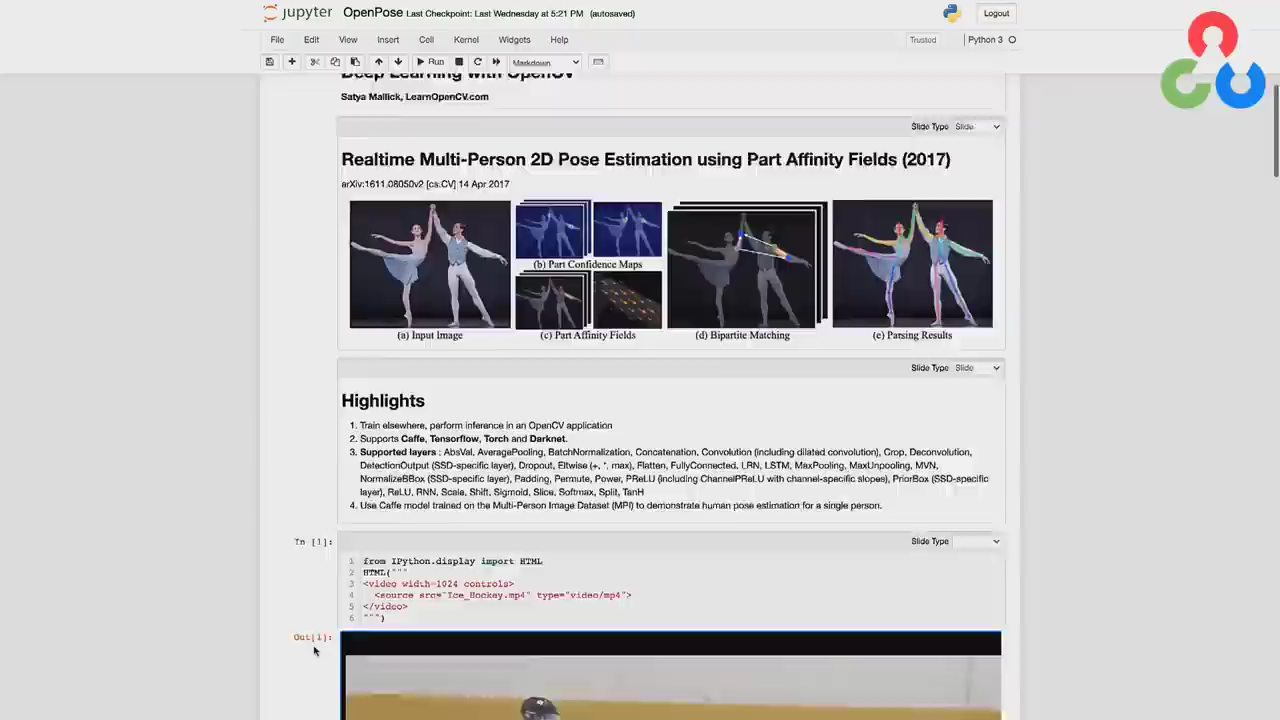 jupyter OpenPose Last Checkpoint: Last Wednesday at 5:21 PM (autosaved)
Logout
File Edit View Insert Cell Kernel Widgets Help
Trusted
Python 3
Run
Markdown
Deep Learning with OpenCV
Satya Mallick, LearnOpenCV.com
Slide Type Slide
Realtime Multi-Person 2D Pose Estimation using Part Affinity Fields (2017)
arXiv:1611.08050v2 [cs.CV] 14 Apr 2017
(b) Part Confidence Maps
(a) Input Image
(c) Part Affinity Fields
(d) Bipartite Matching
(e) Parsing Results
Slide Type Slide
Highlights
1. Train elsewhere, perform inference in an OpenCV application
2. Supports Caffe, Tensorflow, Torch and Darknet.
3. Supported layers : AbsVal, AveragePooling, BatchNormalization, Concatenation, Convolution (including dilated convolution), Crop, Deconvolution,
DetectionOutput (SSD-specific layer), Dropout, Eltwise (+, *, max), Flatten, FullyConnected, LRN, LSTM, MaxPooling, MaxUnpooling, MVN,
NormalizeBBox (SSD-specific layer), Padding, Permute, Power, PReLU (including ChannelPReLU with channel-specific slopes), PriorBox (SSD-specific
layer), ReLU, RNN, Scale, Shift, Sigmoid, Slice, Softmax, Split, TanH
4. Use Caffe model trained on the Multi-Person Image Dataset (MPI) to demonstrate human pose estimation for a single person.
In [1]:
Slide Type
1 from IPython.display import HTML
2 HTML("""
3 <video width=1024 controls>
4 <source src="Ice_Hockey.mp4" type="video/mp4">
5 </video>
6 """)
Out[1]: